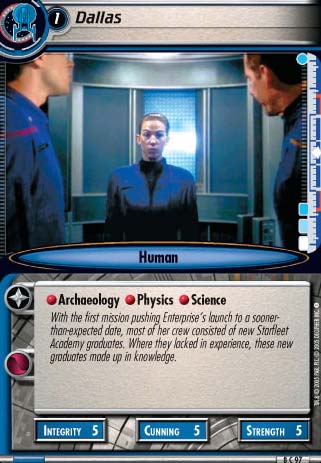 1 Dallas
Human
Archaeology Physics Science
With the first mission pushing Enterprise's launch to a sooner-
than-expected date, most of her crew consisted of new Starfleet
Academy graduates. Where they lacked in experience, these new
graduates made up in knowledge.
INTEGRITY 5 CUNNING 5 STRENGTH 5
8 C 97